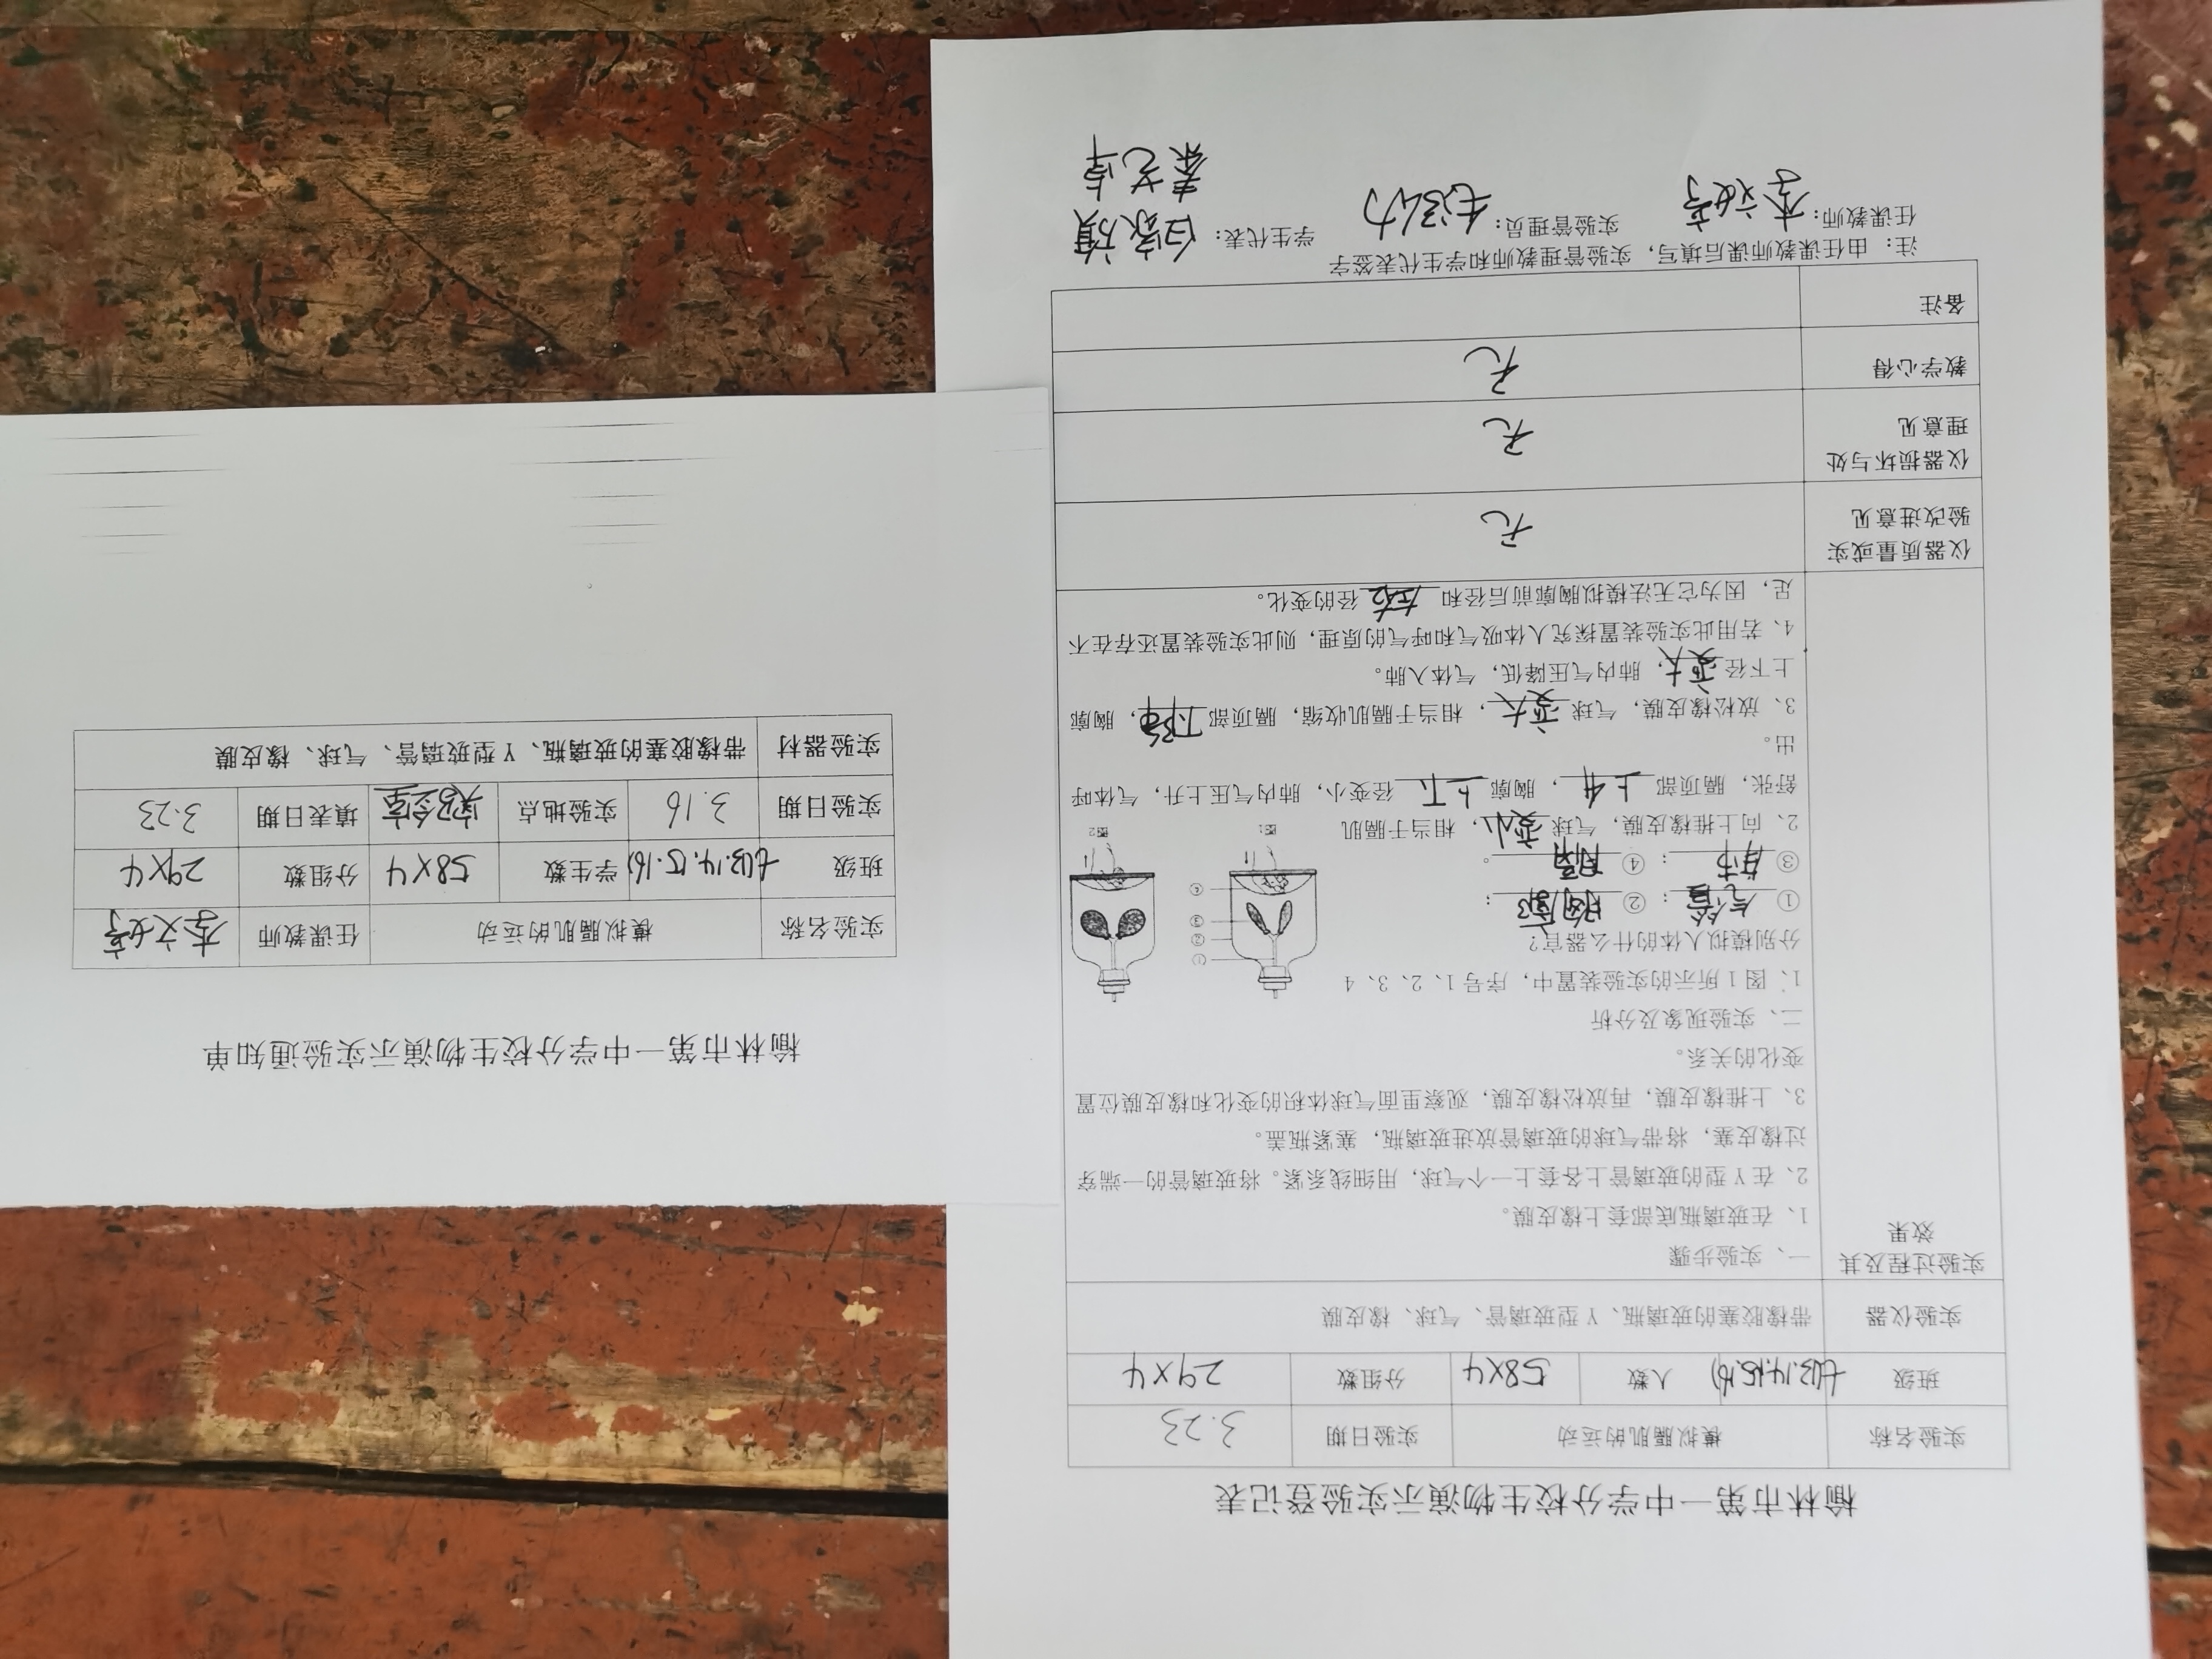 榆林市第一中学分校生物演示实验通知单
实验名称 模拟膈肌的运动 任课教师 李文婷
班级 七(13.14.15.16) 学生数 58×4 分组数 29×4
实验日期 3.16 实验地点 实验室 填表日期 3.23
实验器材 带橡胶塞的玻璃瓶、Y型玻璃管、气球、橡皮膜
榆林市第一中学分校生物演示实验登记表
实验名称 模拟膈肌的运动 实验日期 3.23
班级 七(13.14.15.16) 人数 58×4 分组数 29×4
实验仪器 带橡胶塞的玻璃瓶、Y型玻璃管、气球、橡皮膜
实验过程及其
效果
一、实验步骤
1、在玻璃瓶底部套上橡皮膜。
2、在Y型的玻璃管上各套上一个气球，用细线系紧。将玻璃管的一端穿
过橡皮塞，将带气球的玻璃管放进玻璃瓶，塞紧瓶盖。
3、上推橡皮膜，再放松橡皮膜，观察里面气球体积的变化和橡皮膜位置
变化的关系。
二、实验现象及分析
1、图1所示的实验装置中，序号1、2、3、4
分别模拟人体的什么器官？
①气管：②胸廓：
③肺：④膈。
① ② ③ ④
图1 图2
2、向上推橡皮膜，气球变小，相当于膈肌
舒张，膈顶部上升，胸廓上下径变小，肺内气压上升，气体呼
出。
3、放松橡皮膜，气球变大，相当于膈肌收缩，膈顶部下降，胸廓
上下径变大，肺内气压降低，气体入肺。
4、若用此实验装置探究人体吸气和呼气的原理，则此实验装置还存在不
足，因为它无法模拟胸廓前后径和左右径的变化。
仪器质量或实
验改进意见 无
仪器损坏与处
理意见 无
教学心得 无
备注
注：由任课教师课后填写，实验管理教师和学生代表签字
任课教师：李文婷 实验管理员： 学生代表：白家旗
秦艺卓